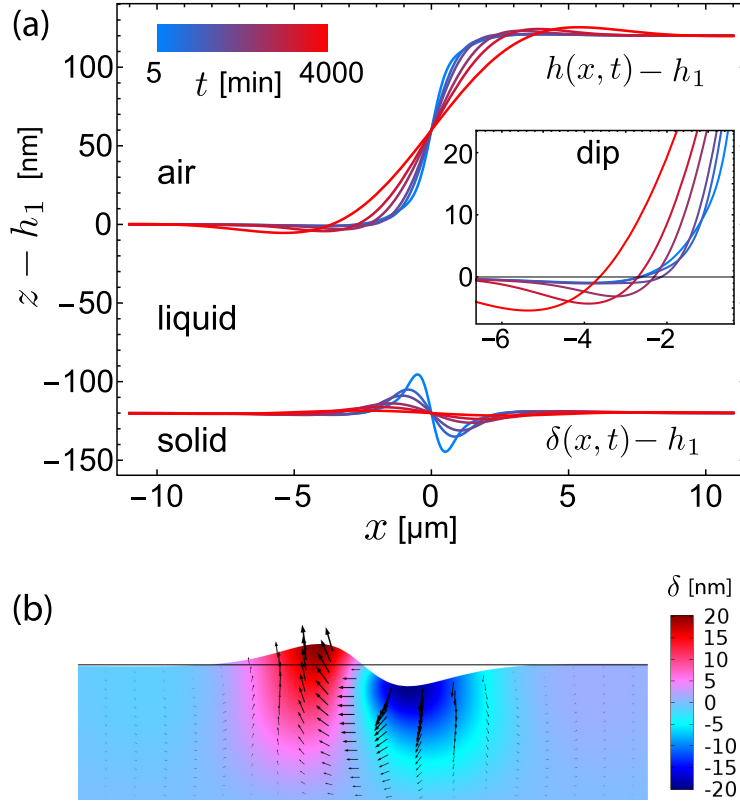 (a)
5 t [min] 4000
h(x, t) − h₁
air
liquid
solid
δ(x, t) − h₁
z − h₁ [nm]
100
50
0
−50
−100
−150
−10
−5
0
5
10
x [µm]
dip
20
10
0
−6
−4
−2
(b)
δ [nm]
20
15
10
5
0
-5
-10
-15
-20